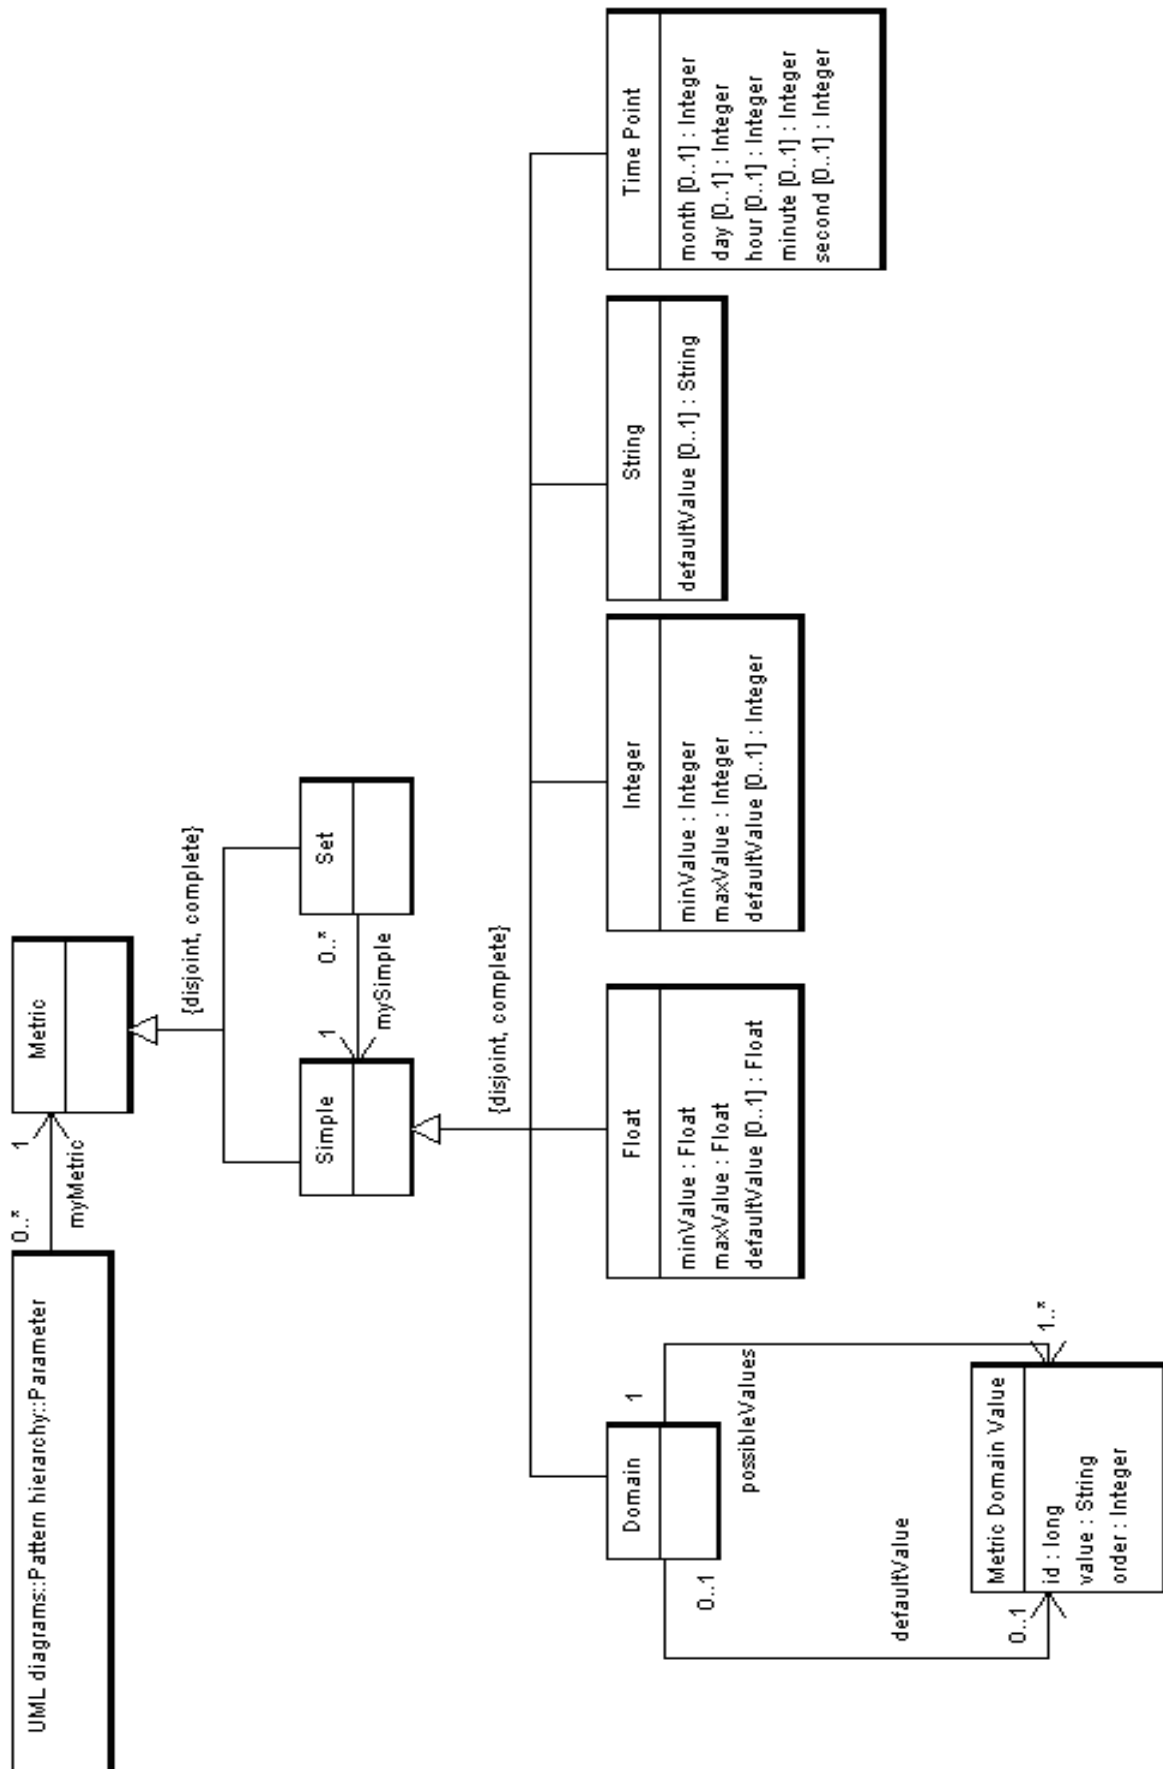 UML diagrams::Pattern hierarchy::Parameter
0..*
myMetric
1
Metric
{disjoint, complete}
Simple
1
mySimple
0..*
Set
{disjoint, complete}
Domain
0..1
1
defaultValue
possibleValues
0..1
1..*
Metric Domain Value
id : long
value : String
order : Integer
Float
minValue : Float
maxValue : Float
defaultValue [0..1] : Float
Integer
minValue : Integer
maxValue : Integer
defaultValue [0..1] : Integer
String
defaultValue [0..1] : String
Time Point
month [0..1] : Integer
day [0..1] : Integer
hour [0..1] : Integer
minute [0..1] : Integer
second [0..1] : Integer